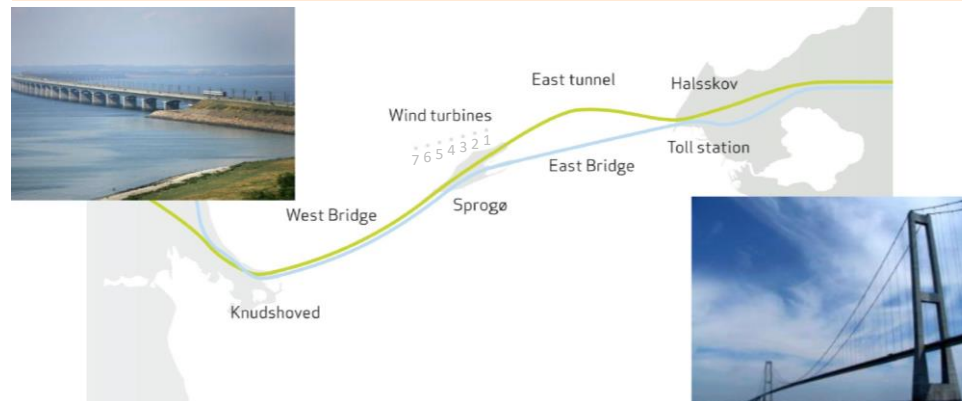 East tunnel
Halsskov
Wind turbines
7 6 5 4 3 2 1
Toll station
East Bridge
Sprogø
West Bridge
Knudshoved